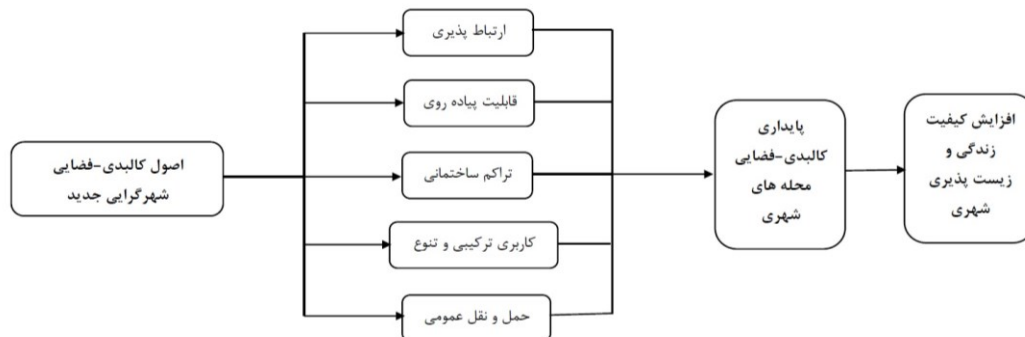 اصول کالبدی-فضایی
شهرگرایی جدید
ارتباط پذیری
قابلیت پیاده روی
تراکم ساختمانی
کاربری ترکیبی و تنوع
حمل و نقل عمومی
پایداری
کالبدی-فضایی
محله های
شهری
افزایش کیفیت
زندگی و
زیست پذیری
شهری